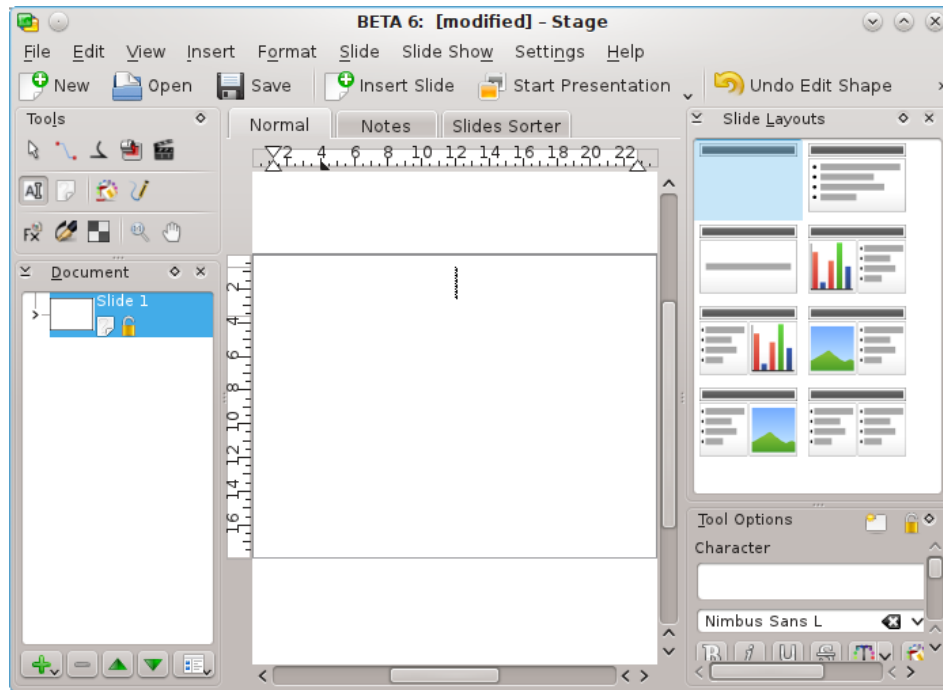 BETA 6:  [modified] – Stage
File Edit View Insert Format Slide Slide Show Settings Help
New Open Save Insert Slide Start Presentation Undo Edit Shape
Tools
Normal Notes Slides Sorter
Slide Layouts
2 4 6 8 10 12 14 16 18 20 22
Document
Slide 1
2
4
6
8
10
12
14
16
Tool Options
Character
Nimbus Sans L